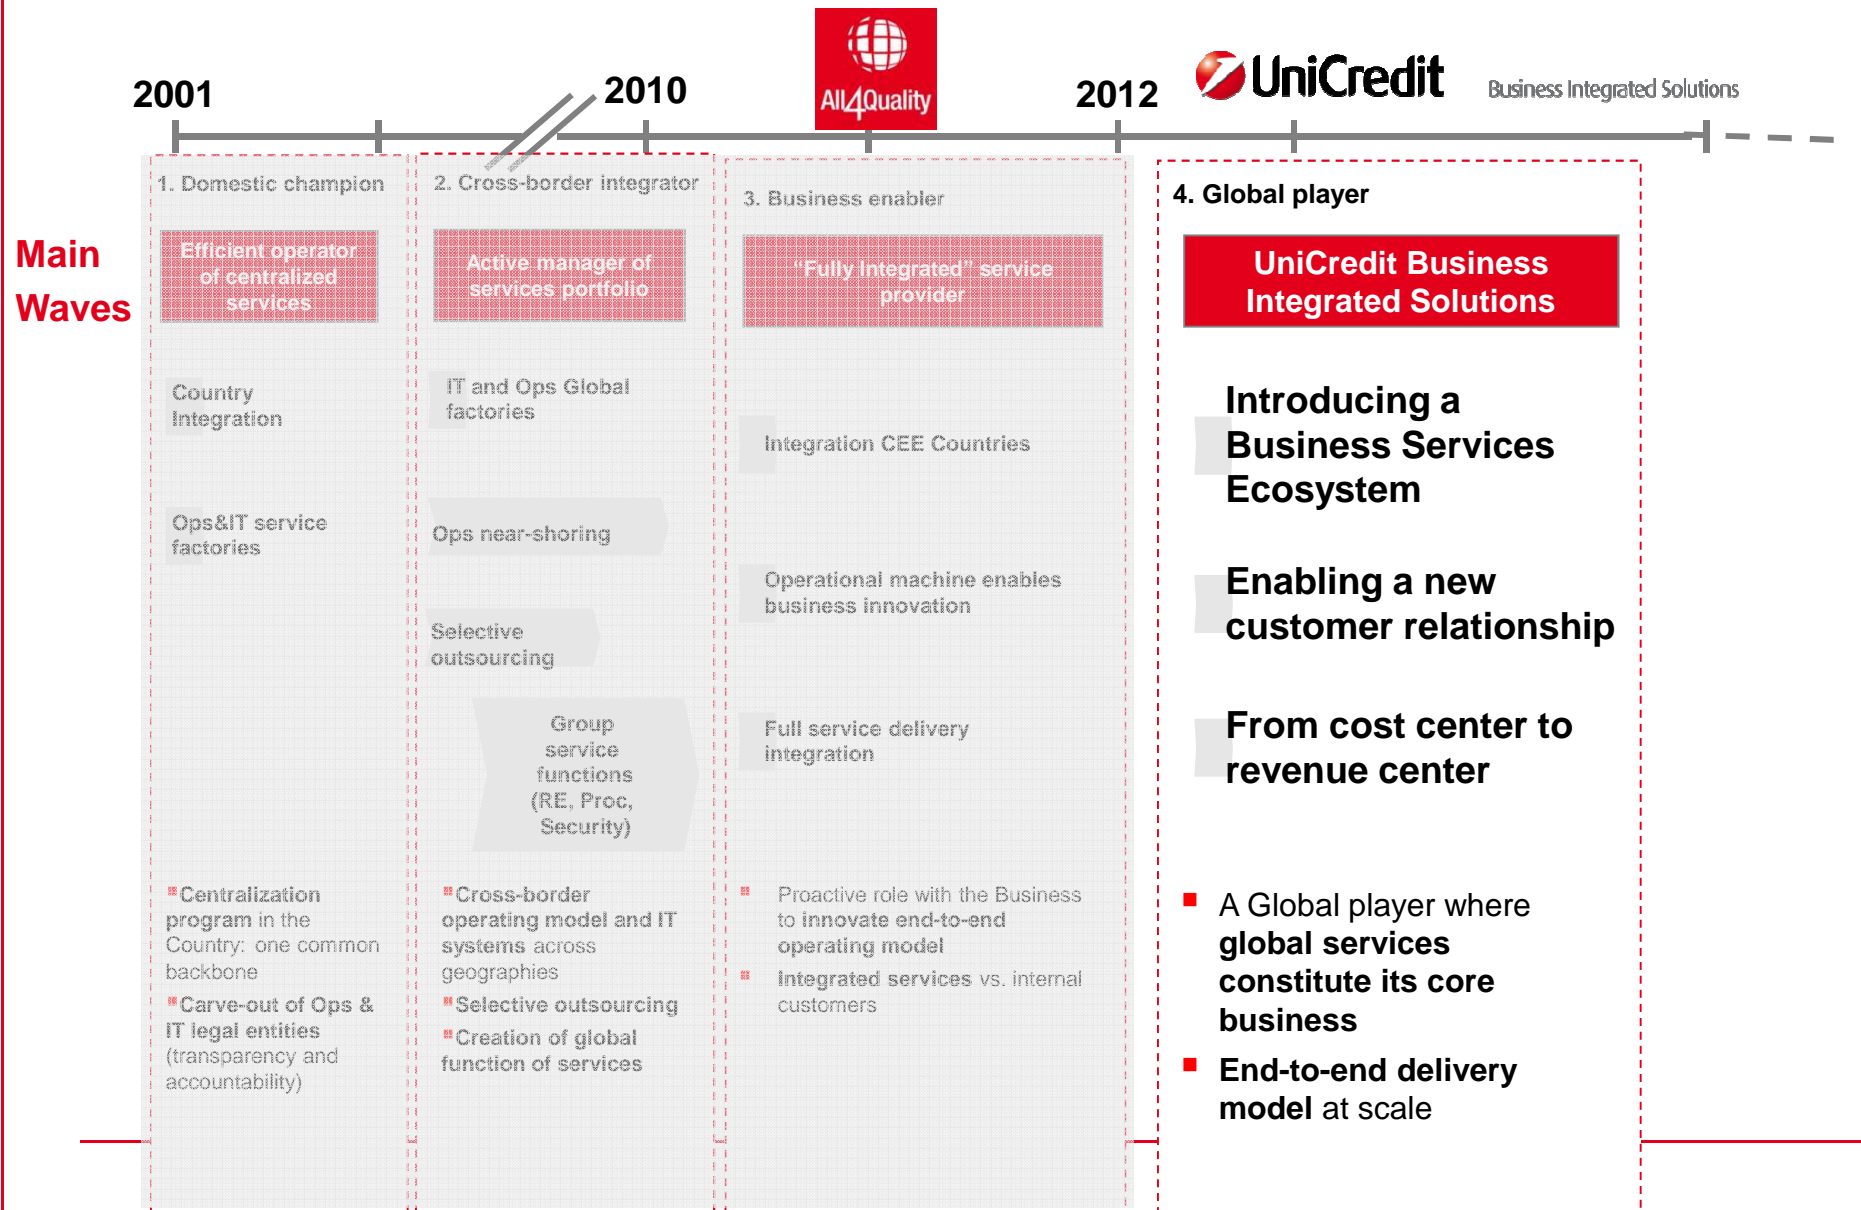 2001
2010
All4Quality
2012
UniCredit
Business Integrated Solutions
Main
Waves
1. Domestic champion
Efficient operator
of centralized
services
Country
Integration
Ops&IT service
factories
Centralization
program in the
Country: one common
backbone
Carve-out of Ops &
IT legal entities
(transparency and
accountability)
2. Cross-border integrator
Active manager of
services portfolio
IT and Ops Global
factories
Ops near-shoring
Selective
outsourcing
Group
service
functions
(RE, Proc,
Security)
Cross-border
operating model and IT
systems across
geographies
Selective outsourcing
Creation of global
function of services
3. Business enabler
“Fully Integrated” service
provider
Integration CEE Countries
Operational machine enables
business innovation
Full service delivery
integration
Proactive role with the Business
to innovate end-to-end
operating model
Integrated services vs. internal
customers
4. Global player
UniCredit Business
Integrated Solutions
Introducing a
Business Services
Ecosystem
Enabling a new
customer relationship
From cost center to
revenue center
A Global player where
global services
constitute its core
business
End-to-end delivery
model at scale